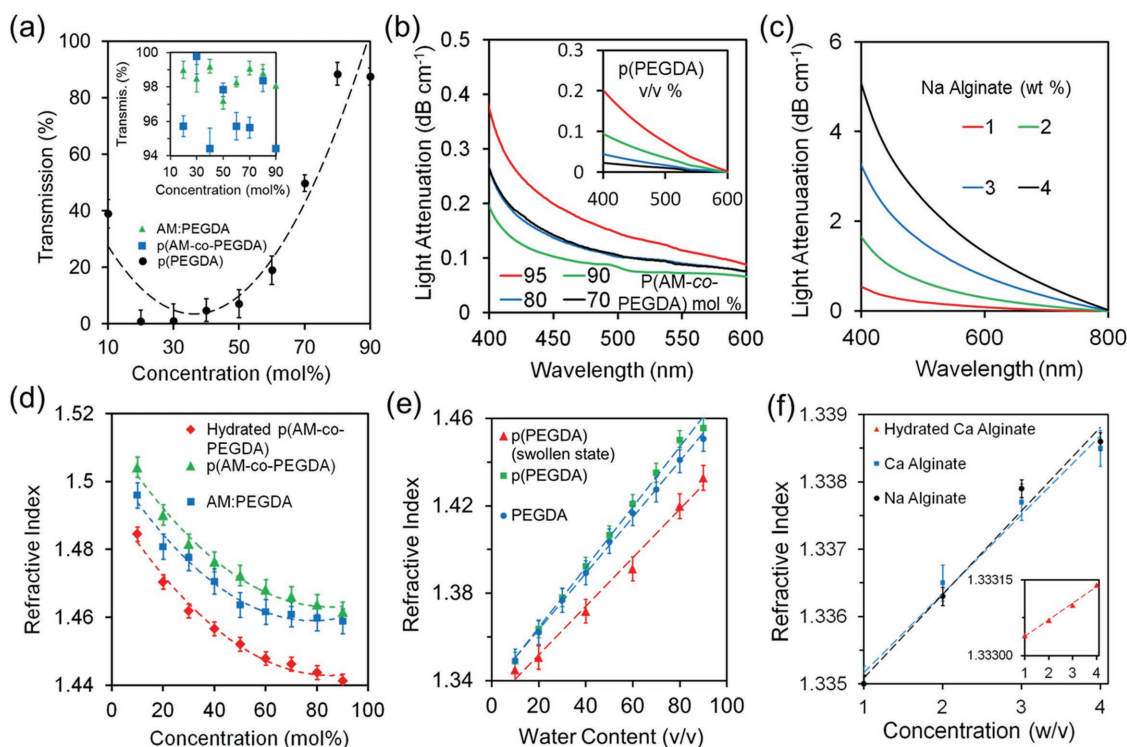 (a)
100
80
60
40
20
0
Transmission (%)
10 30 50 70 90
Concentration (mol%)
100
98
96
94
Transmis. (%)
10 30 50 70 90
Concentration (mol%)
AM:PEGDA
p(AM-co-PEGDA)
p(PEGDA)
(b)
0.5
0.4
0.3
0.2
0.1
0
Light Attenuation (dB cm⁻¹)
400 450 500 550 600
Wavelength (nm)
0.3
0.2
0.1
0
400 500 600
p(PEGDA)
v/v %
95 90
80 70
P(AM-co-
PEGDA) mol %
(c)
6
4
2
0
Light Attenuaation (dB cm⁻¹)
400 600 800
Wavelength (nm)
Na Alginate (wt %)
1 2
3 4
(d)
1.52
1.5
1.48
1.46
1.44
Refractive Index
0 20 40 60 80 100
Concentration (mol%)
Hydrated p(AM-co-
PEGDA)
p(AM-co-PEGDA)
AM:PEGDA
(e)
1.46
1.42
1.38
1.34
Refractive Index
0 20 40 60 80 100
Water Content (v/v)
p(PEGDA)
(swollen state)
p(PEGDA)
PEGDA
(f)
1.339
1.338
1.337
1.336
1.335
Refractive Index
1 2 3 4
Concentration (w/v)
Hydrated Ca Alginate
Ca Alginate
Na Alginate
1.33315
1.33300
1 2 3 4